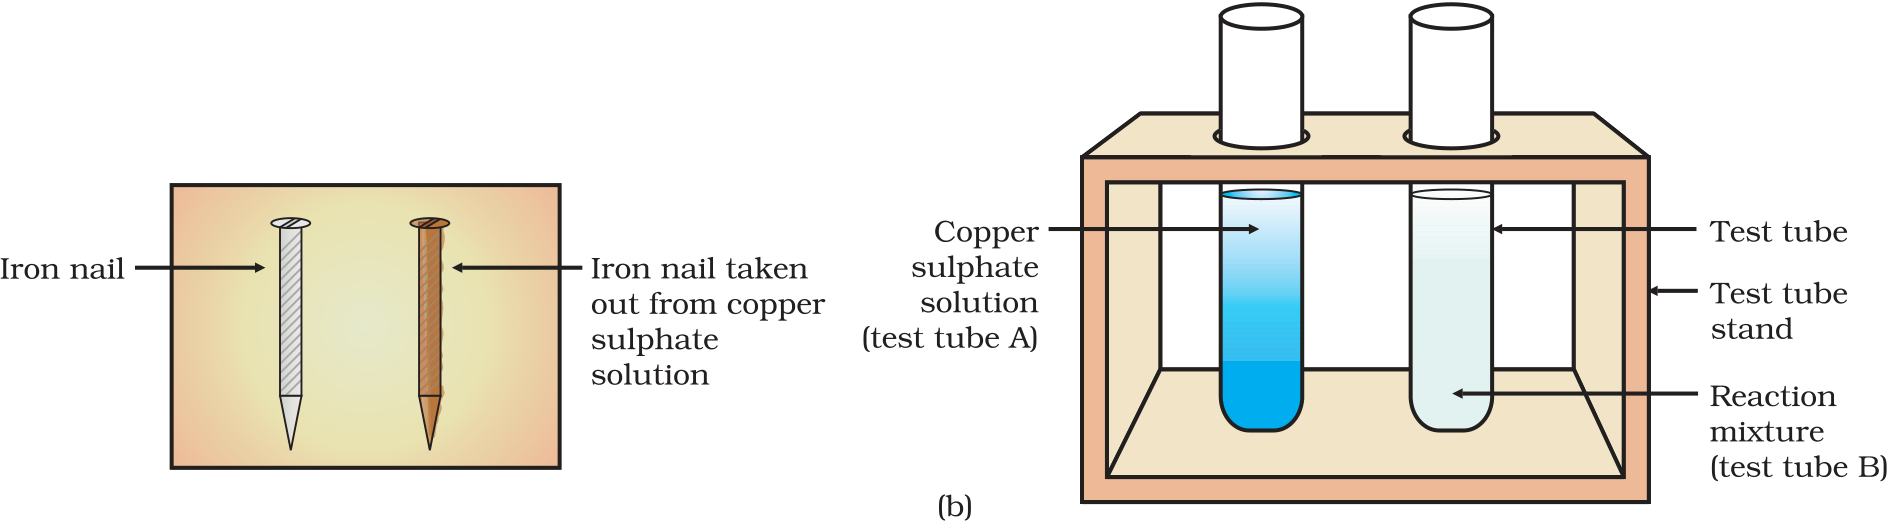 Iron nail
Iron nail taken
out from copper
sulphate
solution
Copper
sulphate
solution
(test tube A)
Test tube
Test tube
stand
Reaction
mixture
(test tube B)
(b)